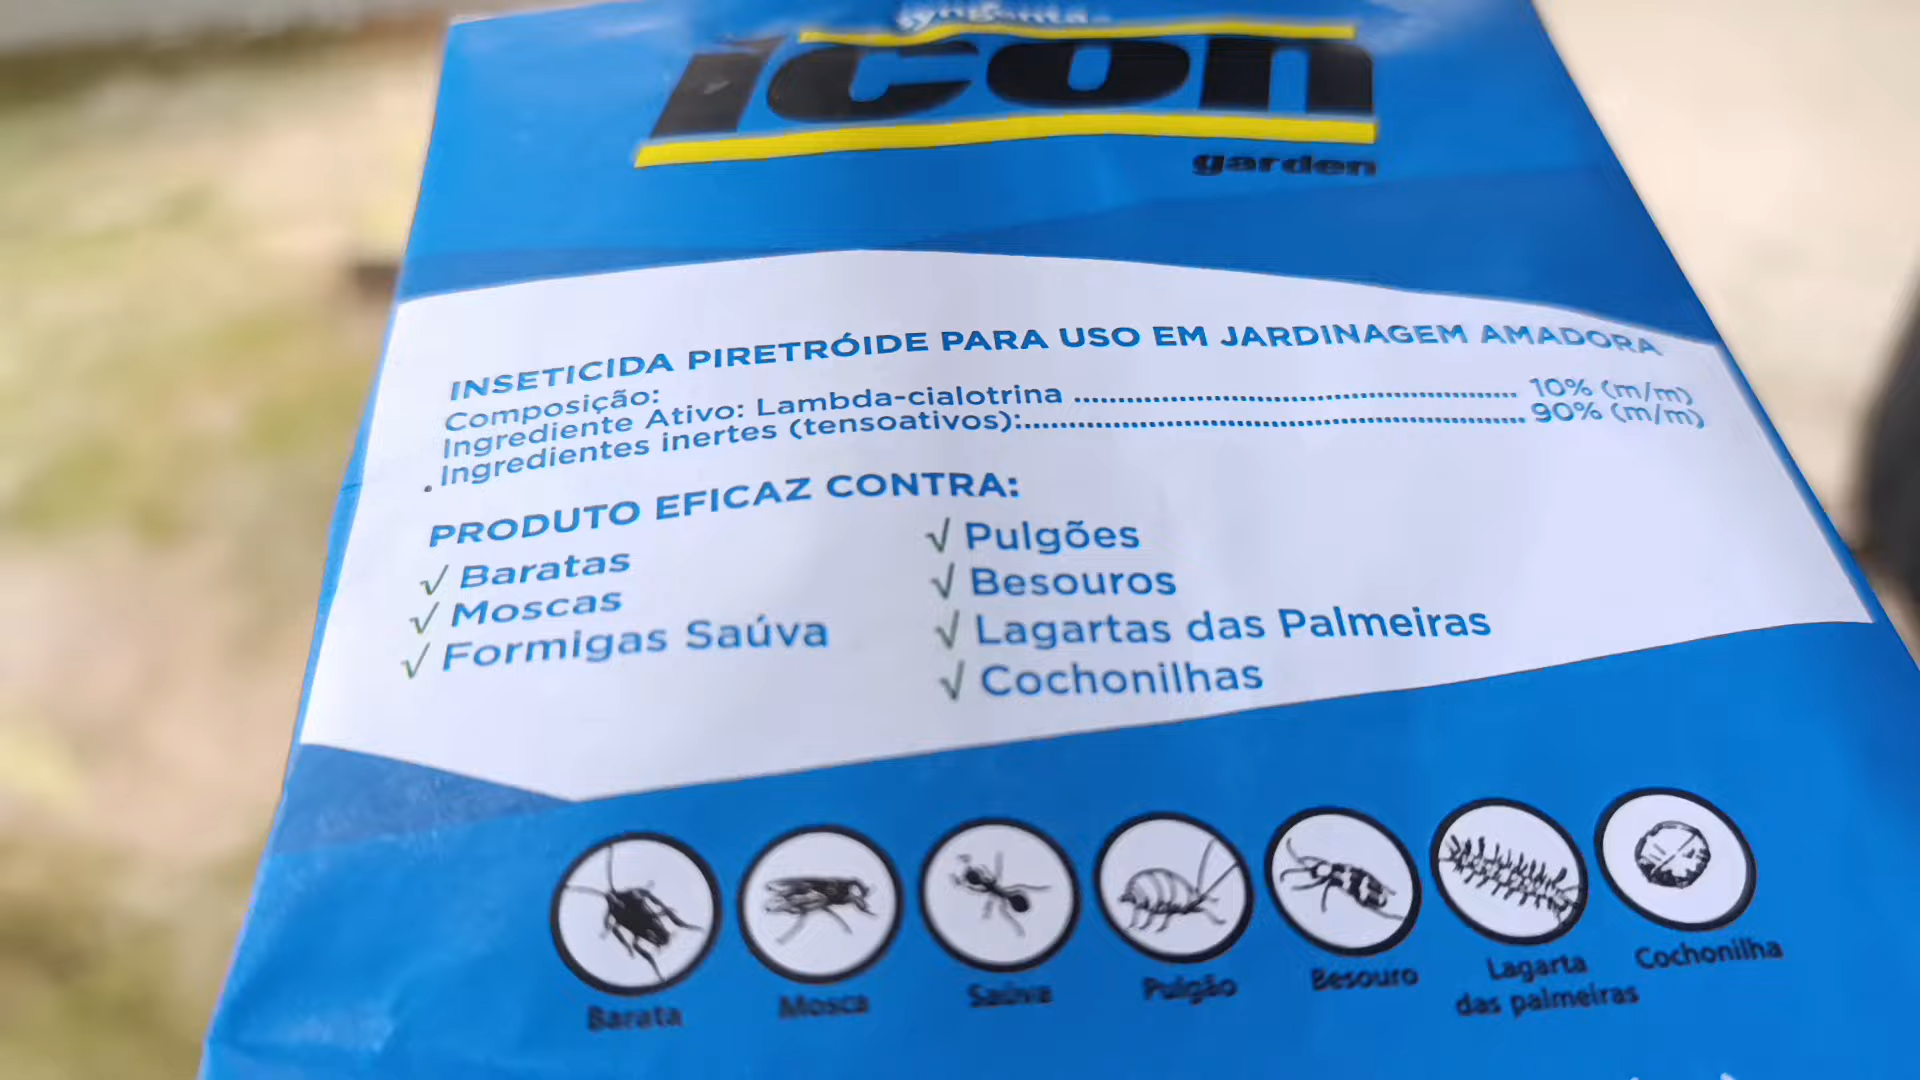 syngenta
icon
garden
INSETICIDA PIRETRÓIDE PARA USO EM JARDINAGEM AMADORA
Composição:
Ingrediente Ativo: Lambda-cialotrina ........................................................ 10% (m/m)
Ingredientes inertes (tensoativos):................................................................ 90% (m/m)
PRODUTO EFICAZ CONTRA:
√ Baratas
√ Moscas
√ Formigas Saúva
√ Pulgões
√ Besouros
√ Lagartas das Palmeiras
√ Cochonilhas
Barata
Mosca
Saúva
Pulgão
Besouro
Lagarta
das palmeiras
Cochonilha